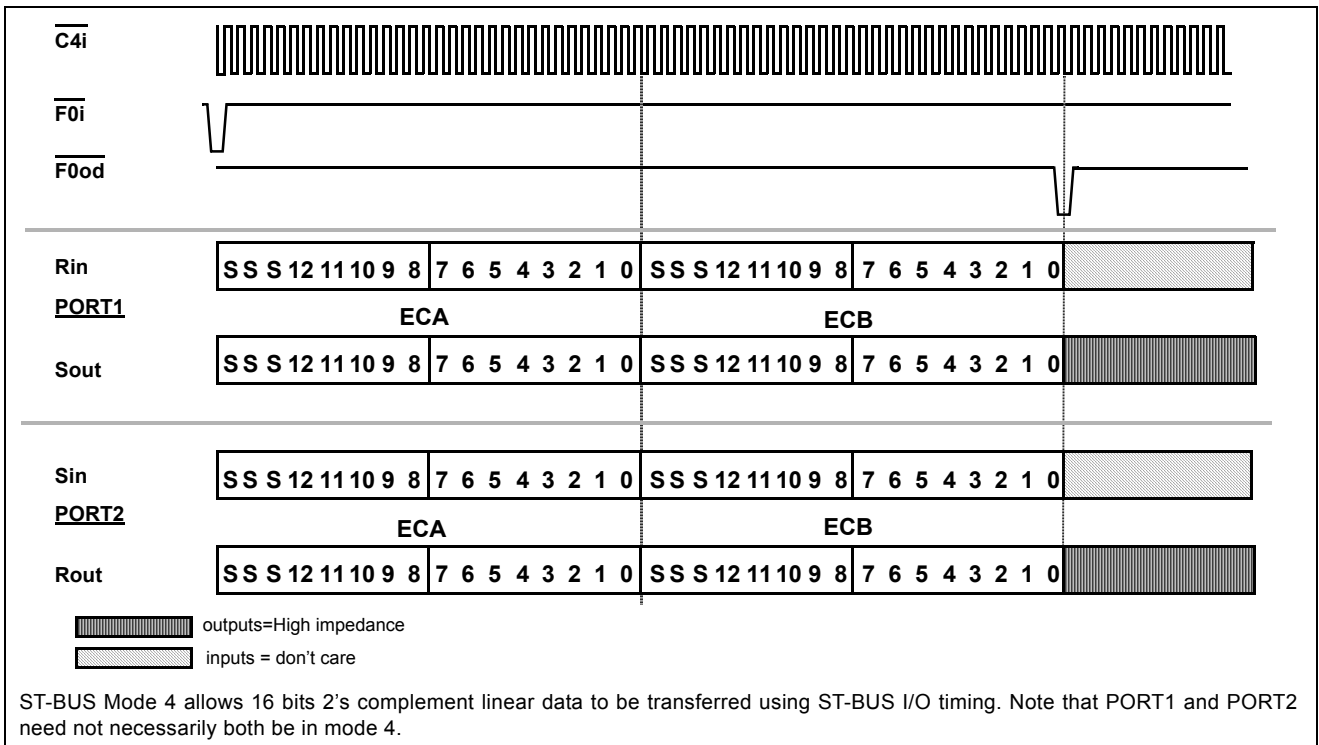 C4i
F0i
F0od
Rin
S S S 12 11 10 9 8 7 6 5 4 3 2 1 0 S S S 12 11 10 9 8 7 6 5 4 3 2 1 0
PORT1
ECA ECB
Sout
S S S 12 11 10 9 8 7 6 5 4 3 2 1 0 S S S 12 11 10 9 8 7 6 5 4 3 2 1 0
Sin
S S S 12 11 10 9 8 7 6 5 4 3 2 1 0 S S S 12 11 10 9 8 7 6 5 4 3 2 1 0
PORT2
ECA ECB
Rout
S S S 12 11 10 9 8 7 6 5 4 3 2 1 0 S S S 12 11 10 9 8 7 6 5 4 3 2 1 0
outputs=High impedance
inputs = don't care
ST-BUS Mode 4 allows 16 bits 2's complement linear data to be transferred using ST-BUS I/O timing. Note that PORT1 and PORT2
need not necessarily both be in mode 4.